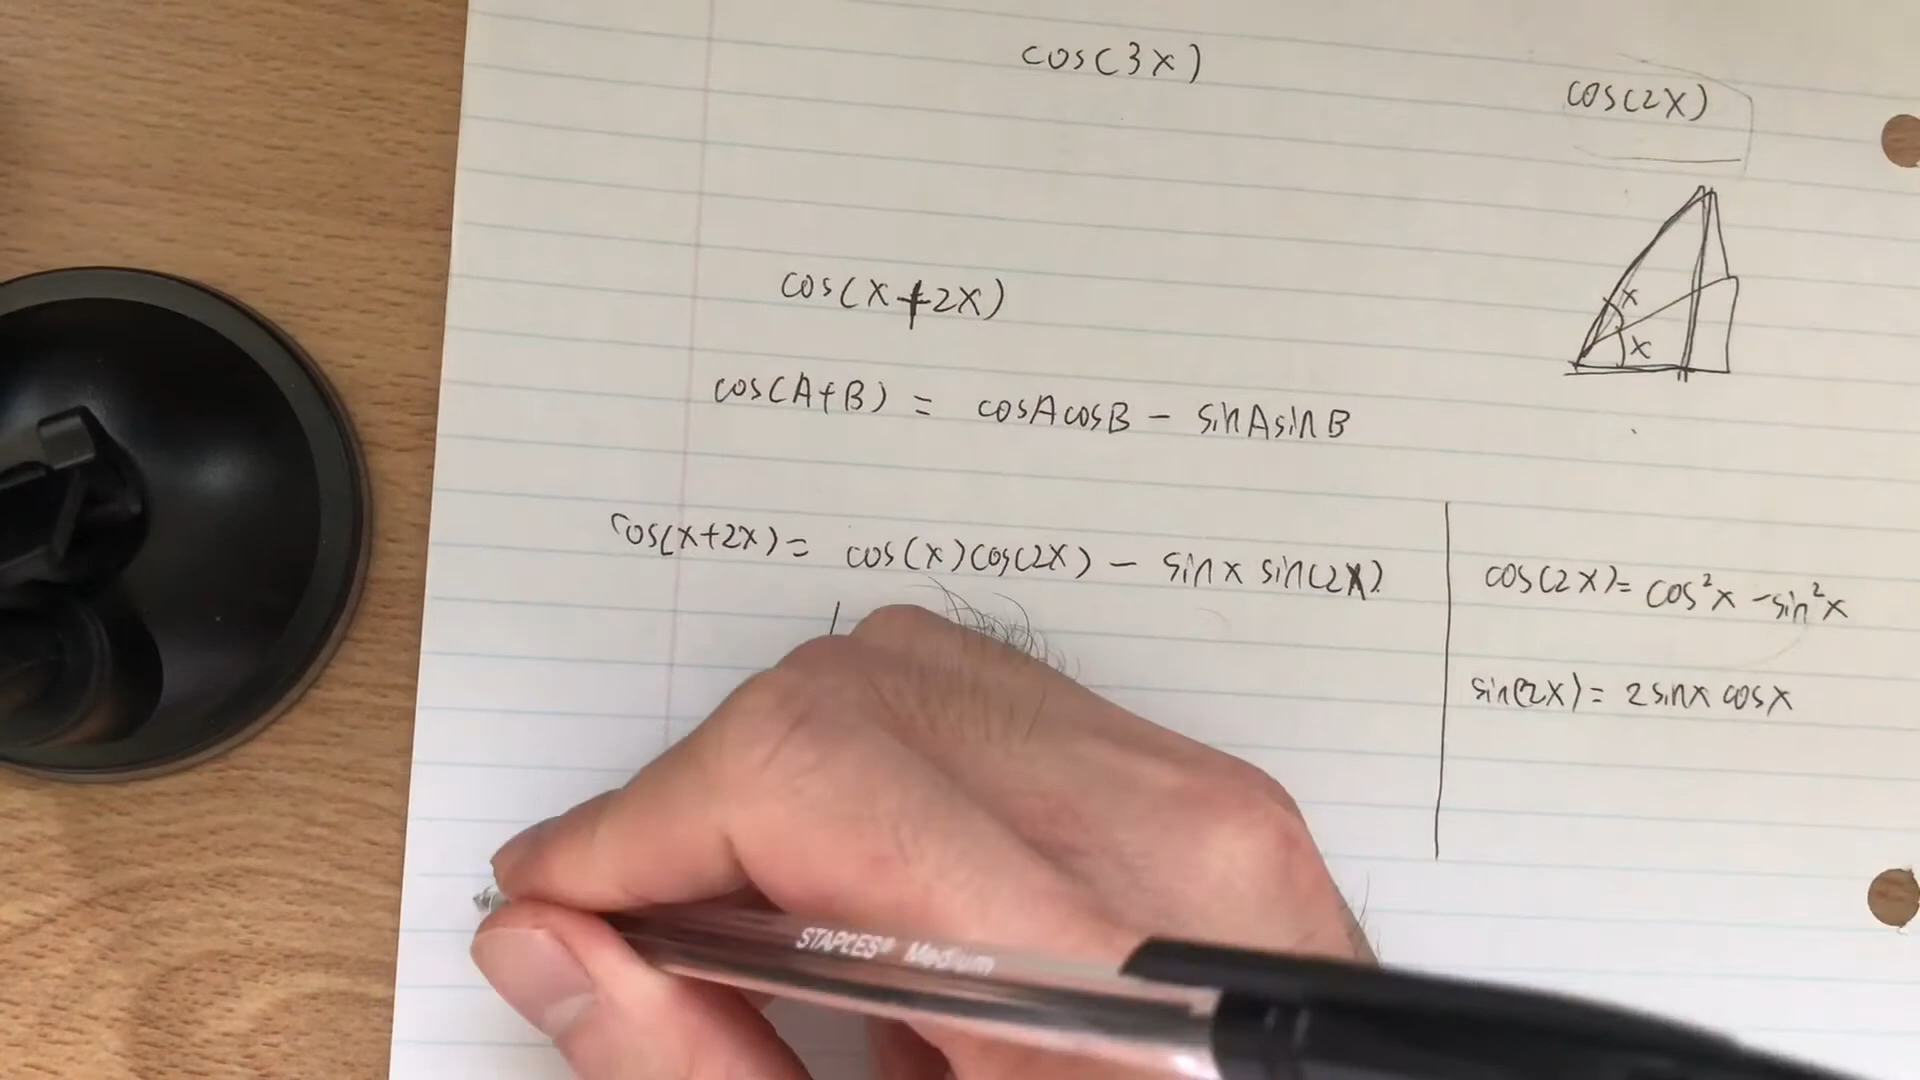 cos(3x)
cos(2x)
x
x
cos(x+2x)
cos(A+B) = cosAcosB - sinAsinB
cos(x+2x) = cos(x)cos(2x) - sinx sin(2x)
cos(2x) = cos²x - sin²x
sin(2x) = 2sinx cosx
STAPLES® Medium